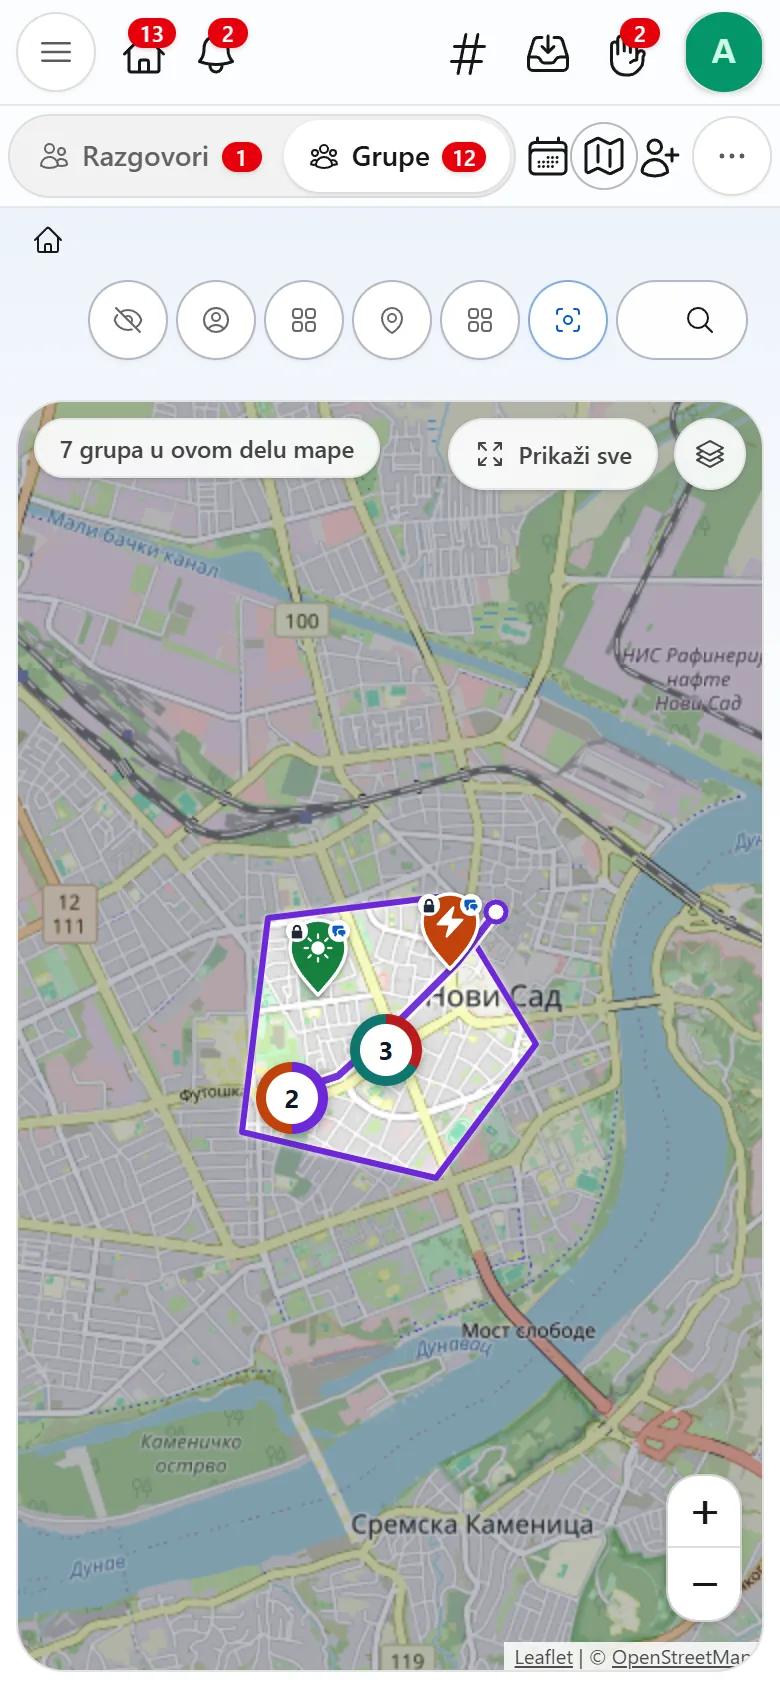 13
2
2
A
Razgovori 1
Grupe 12
7 grupa u ovom delu mape
Prikaži sve
Мали бачки канал
100
НИС Рафинериј
нафте
Нови Сад
12
111
Нови Сад
3
2
Футошка
Мост слободе
Дунавац
Каменичко
острво
Сремска Каменица
Дунав
119
+
−
Leaflet | © OpenStreetMap